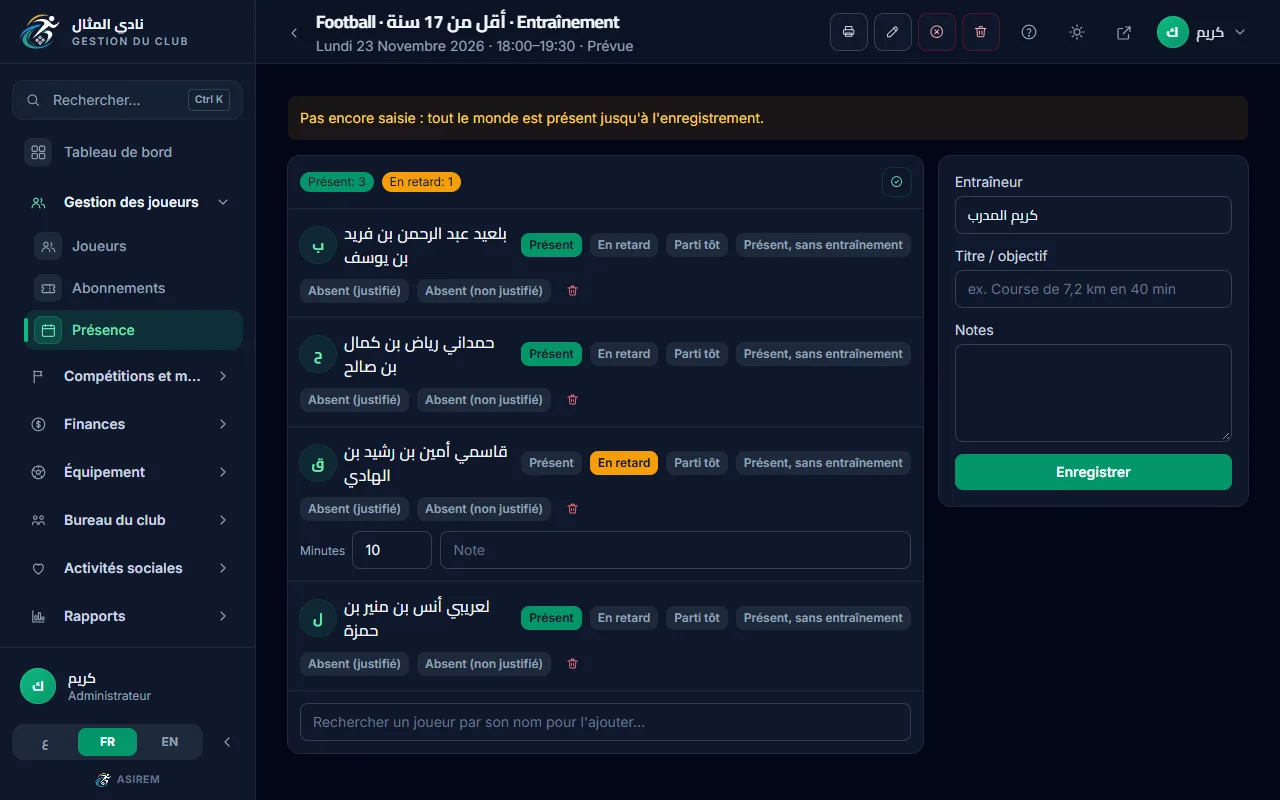 نادي المثال
GESTION DU CLUB
Rechercher...
Ctrl K
Tableau de bord
Gestion des joueurs
Joueurs
Abonnements
Présence
Compétitions et m...
Finances
Équipement
Bureau du club
Activités sociales
Rapports
ك
كريم
Administrateur
ع
FR
EN
ASIREM
Football · أقل من 17 سنة · Entraînement
Lundi 23 Novembre 2026 · 18:00–19:30 · Prévue
ك
كريم
Pas encore saisie : tout le monde est présent jusqu'à l'enregistrement.
Présent: 3
En retard: 1
ب
بلعيد عبد الرحمن بن فريد
بن يوسف
Présent
En retard
Parti tôt
Présent, sans entraînement
Absent (justifié)
Absent (non justifié)
ح
حمداني رياض بن كمال
بن صالح
Présent
En retard
Parti tôt
Présent, sans entraînement
Absent (justifié)
Absent (non justifié)
ق
قاسمي أمين بن رشيد بن
الهادي
Présent
En retard
Parti tôt
Présent, sans entraînement
Absent (justifié)
Absent (non justifié)
Minutes
10
Note
ل
لعريبي أنس بن منير بن
حمزة
Présent
En retard
Parti tôt
Présent, sans entraînement
Absent (justifié)
Absent (non justifié)
Rechercher un joueur par son nom pour l'ajouter...
Entraîneur
كريم المدرب
Titre / objectif
ex. Course de 7,2 km en 40 min
Notes
Enregistrer